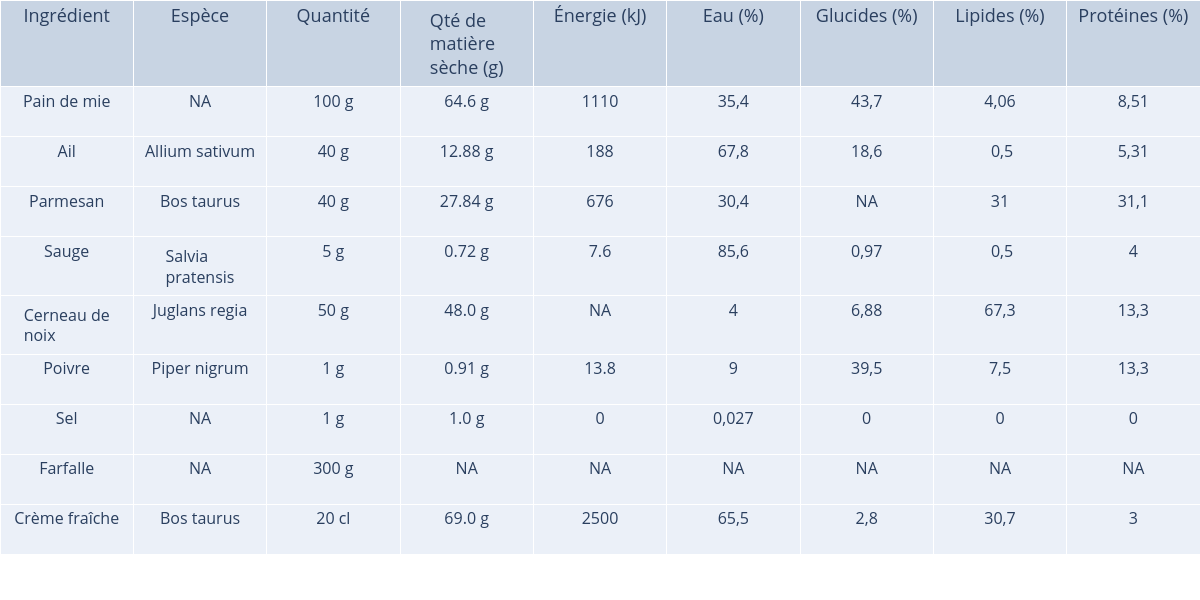 Ingrédient Espèce Quantité Qté de matière sèche (g) Énergie (kJ) Eau (%) Glucides (%) Lipides (%) Protéines (%)
Pain de mie NA 100 g 64.6 g 1110 35,4 43,7 4,06 8,51
Ail Allium sativum 40 g 12.88 g 188 67,8 18,6 0,5 5,31
Parmesan Bos taurus 40 g 27.84 g 676 30,4 NA 31 31,1
Sauge Salvia pratensis 5 g 0.72 g 7.6 85,6 0,97 0,5 4
Cerneau de noix Juglans regia 50 g 48.0 g NA 4 6,88 67,3 13,3
Poivre Piper nigrum 1 g 0.91 g 13.8 9 39,5 7,5 13,3
Sel NA 1 g 1.0 g 0 0,027 0 0 0
Farfalle NA 300 g NA NA NA NA NA NA
Crème fraîche Bos taurus 20 cl 69.0 g 2500 65,5 2,8 30,7 3